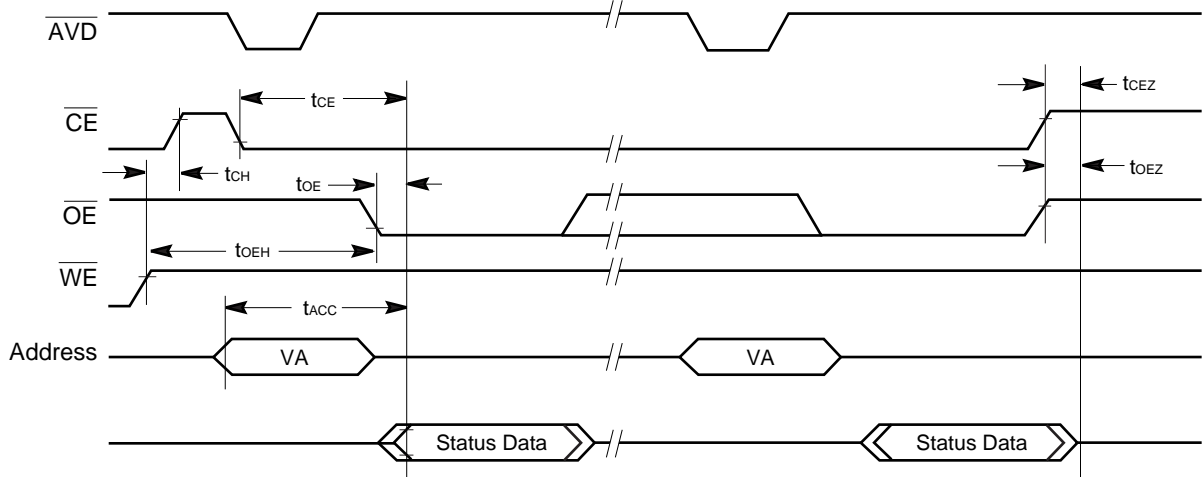 AVD
tCE
tCEZ
CE
tCH
tOE
tOEZ
OE
tOEH
WE
tACC
Address
VA
VA
Status Data
Status Data